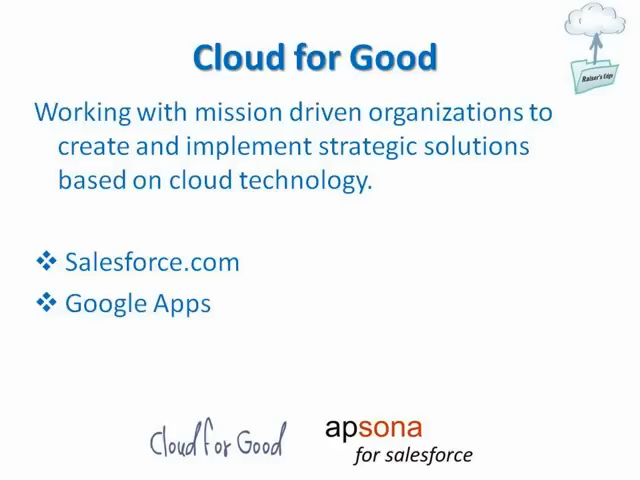 Cloud for Good
Raiser's Edge
Working with mission driven organizations to
create and implement strategic solutions
based on cloud technology.
❖ Salesforce.com
❖ Google Apps
Cloud for Good
apsona
for salesforce